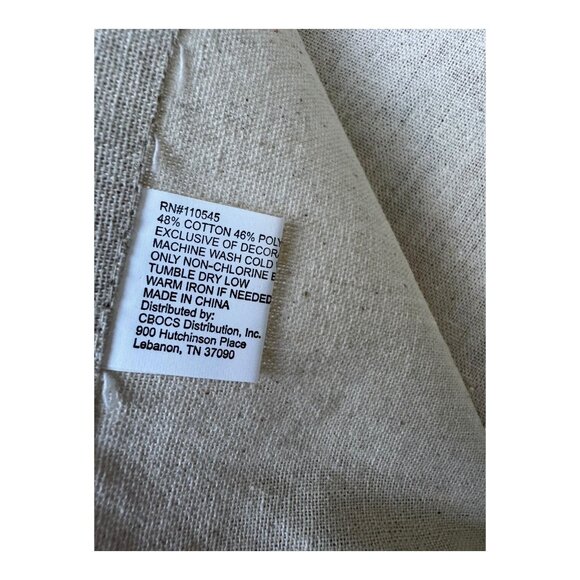 RN#110545
48% COTTON 46% POLY
EXCLUSIVE OF DECORA
MACHINE WASH COLD
ONLY NON-CHLORINE B
TUMBLE DRY LOW
WARM IRON IF NEEDED
MADE IN CHINA
Distributed by:
CBOCS Distribution, Inc.
900 Hutchinson Place
Lebanon, TN 37090